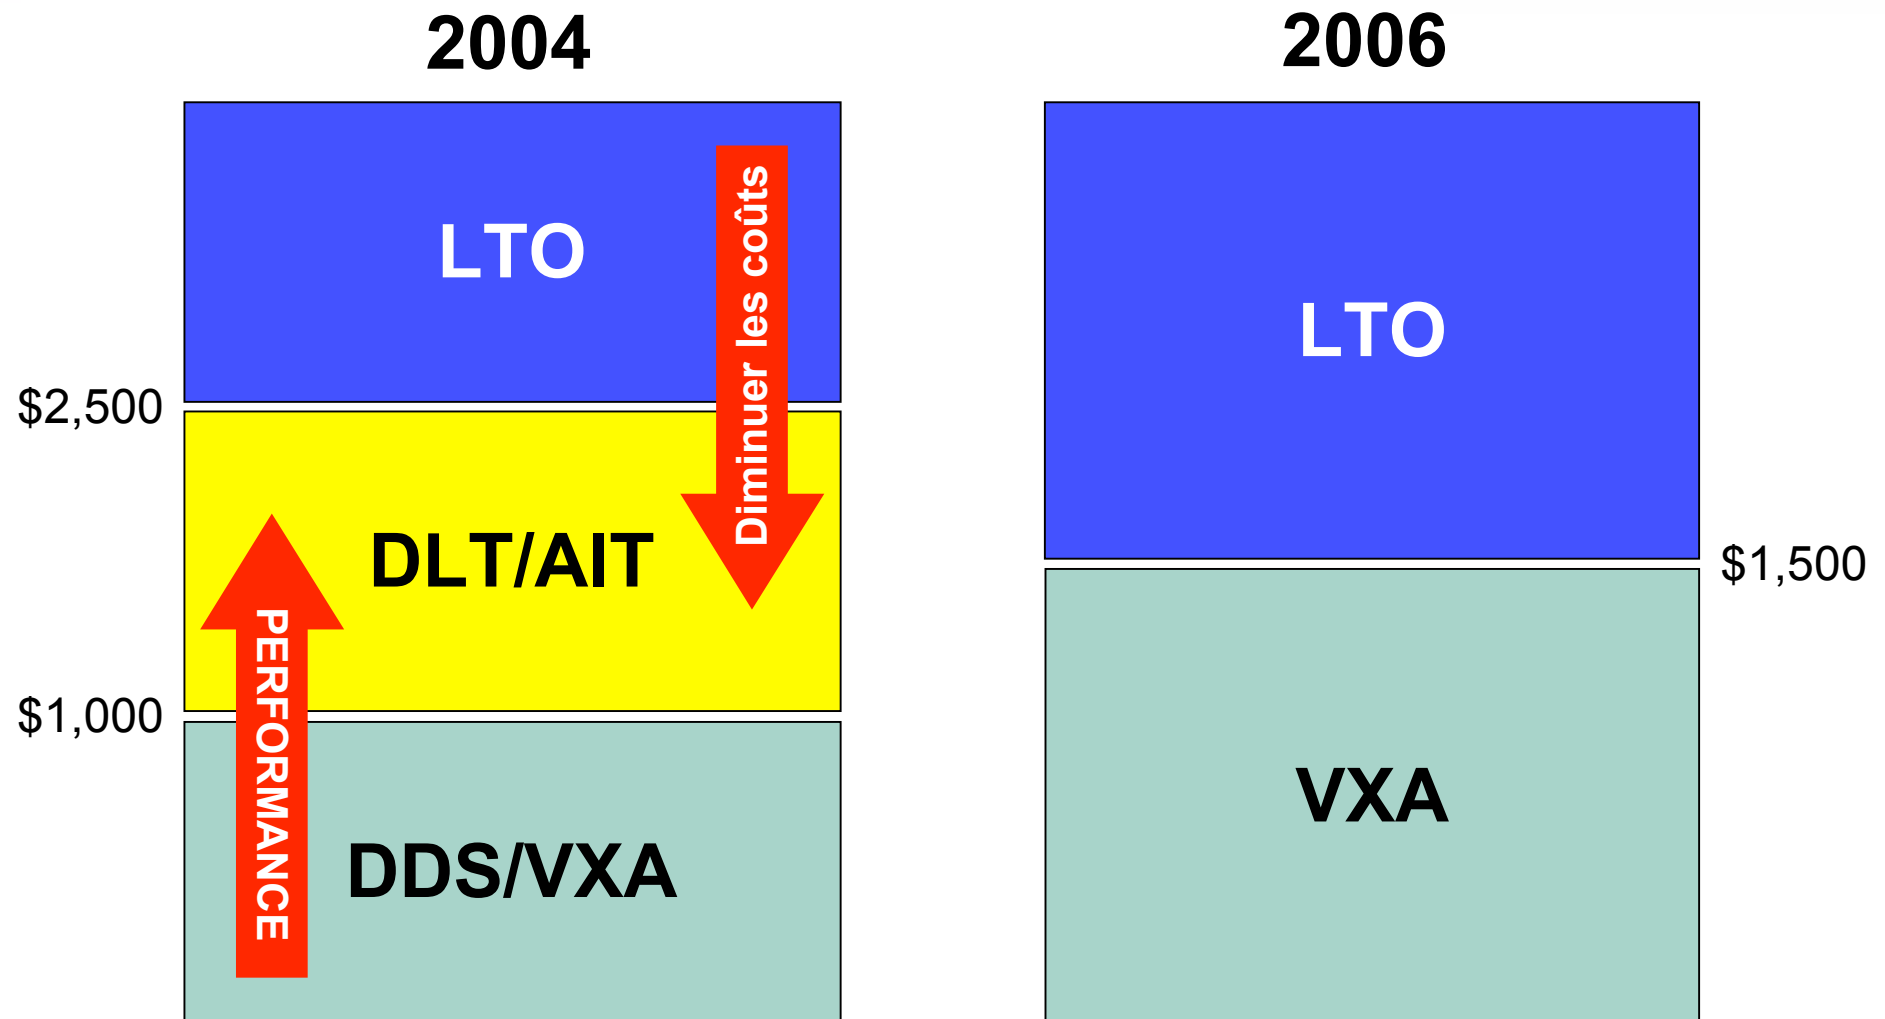 2004
2006
LTO
Diminuer les coûts
LTO
$2,500
DLT/AIT
$1,500
PERFORMANCE
$1,000
VXA
DDS/VXA